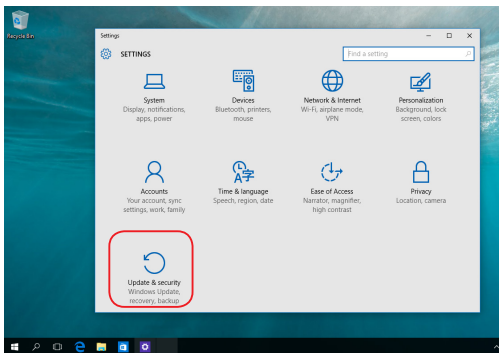 Recycle Bin
Settings
SETTINGS
Find a setting
System
Display, notifications,
apps, power
Devices
Bluetooth, printers,
mouse
Network & Internet
Wi-Fi, airplane mode,
VPN
Personalization
Background, lock
screen, colors
Accounts
Your account, sync
settings, work, family
Time & language
Speech, region, date
Ease of Access
Narrator, magnifier,
high contrast
Privacy
Location, camera
Update & security
Windows Update,
recovery, backup